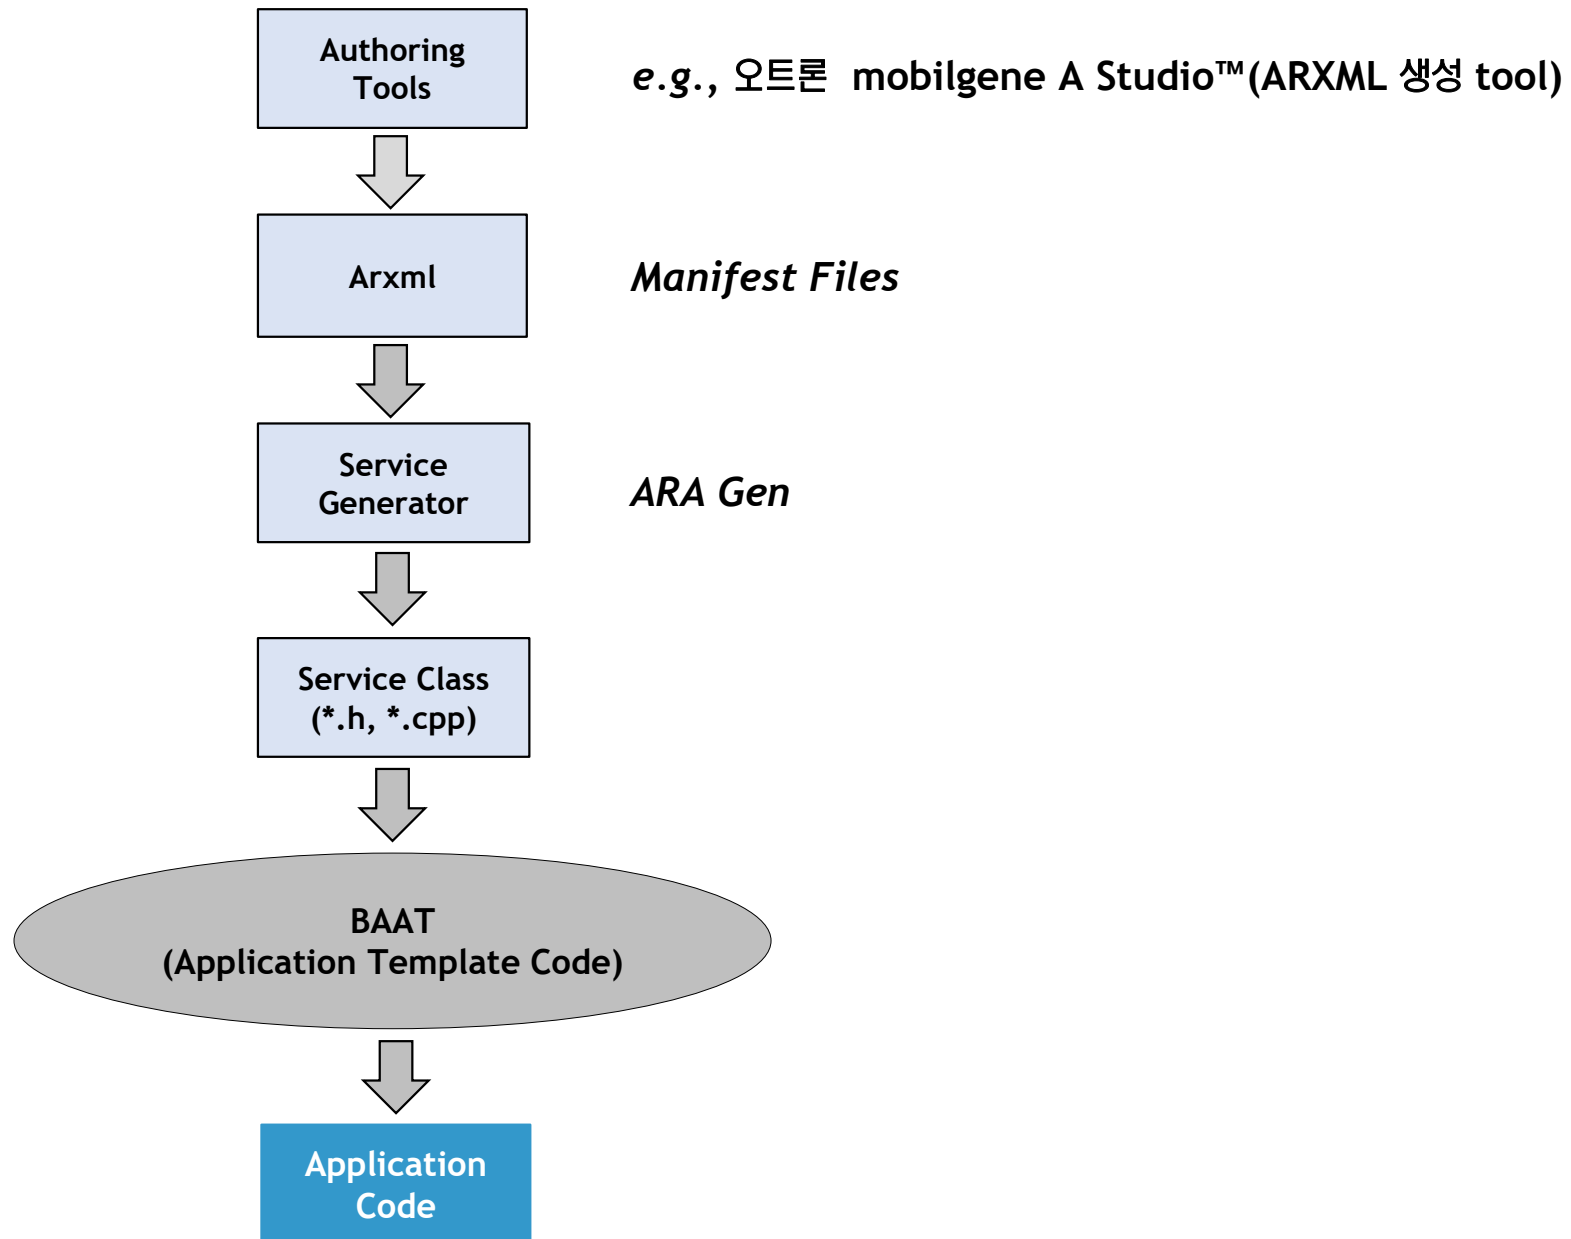 Authoring
Tools
e.g., 오트론 mobilgene A Studio™(ARXML 생성 tool)
Arxml
Manifest Files
Service
Generator
ARA Gen
Service Class
(*.h, *.cpp)
BAAT
(Application Template Code)
Application
Code